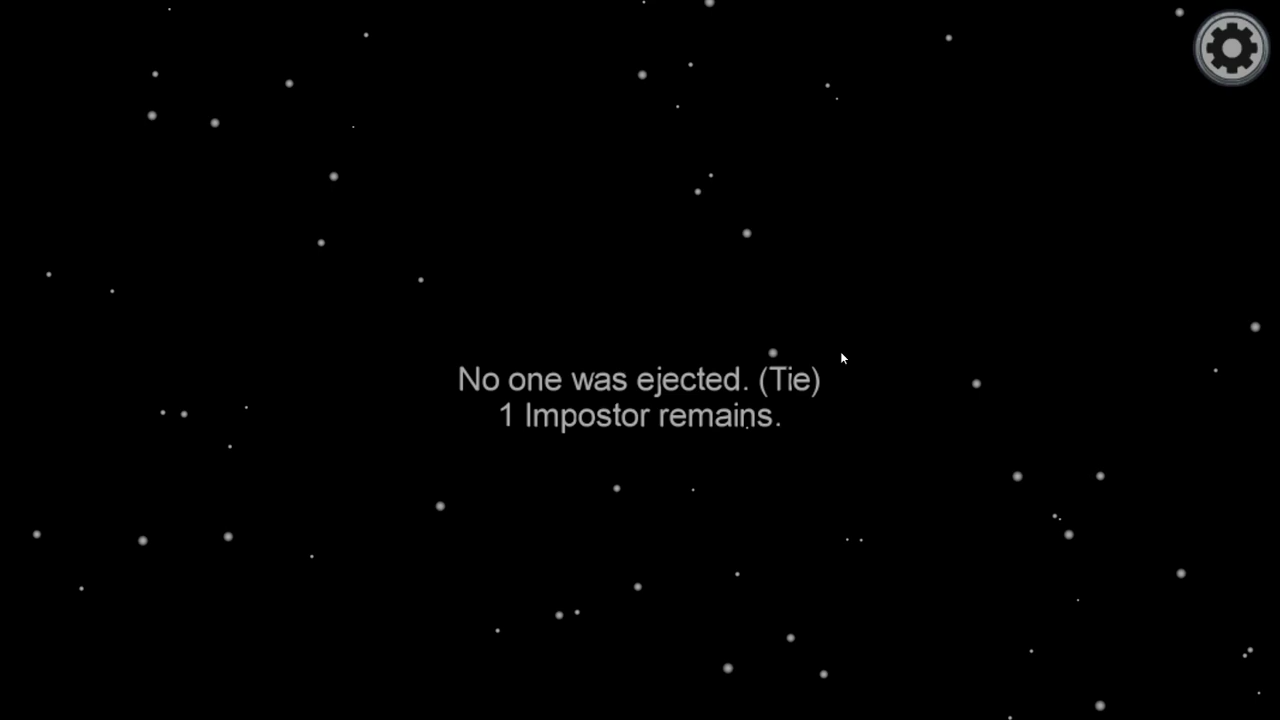 No one was ejected. (Tie)
1 Impostor remains.